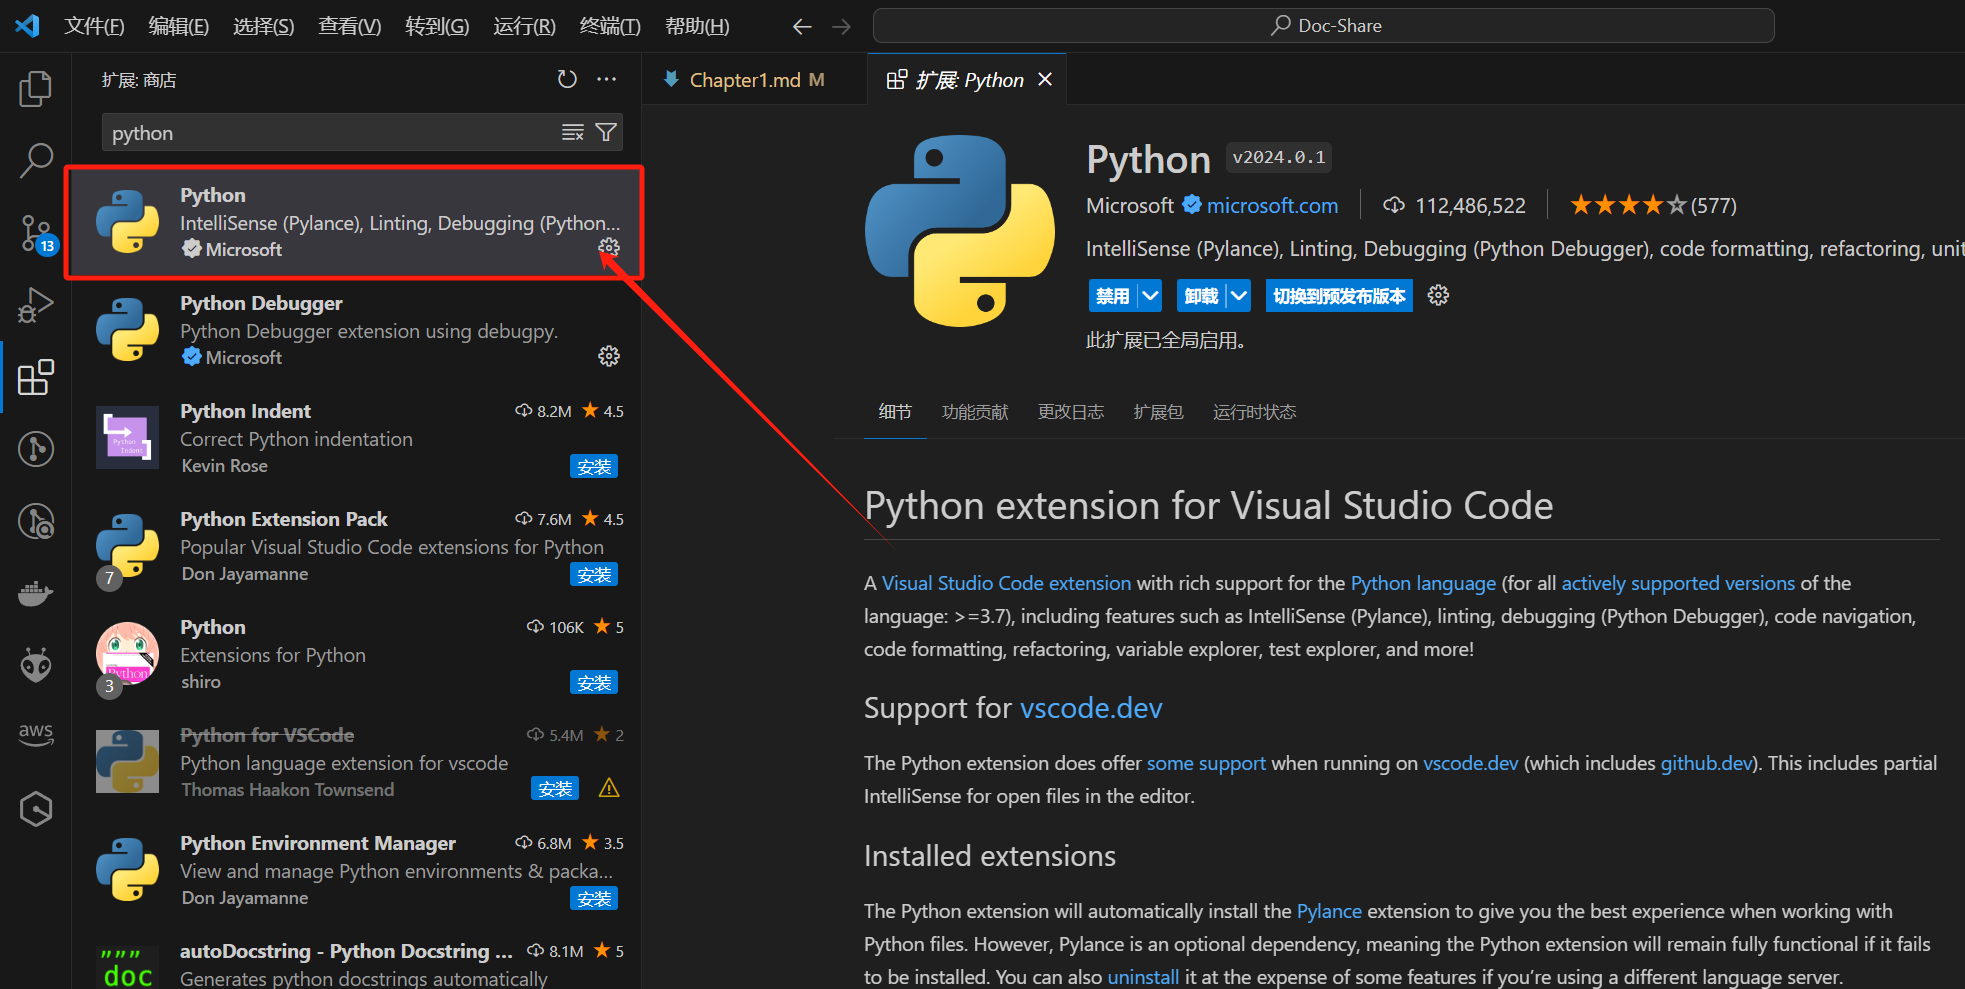 文件(F) 编辑(E) 选择(S) 查看(V) 转到(G) 运行(R) 终端(T) 帮助(H) Doc-Share
扩展: 商店
python
Python
IntelliSense (Pylance), Linting, Debugging (Python...
Microsoft
Python Debugger
Python Debugger extension using debugpy.
Microsoft
Python Indent 8.2M 4.5
Correct Python indentation
Kevin Rose 安装
Python
Indent
Python Extension Pack 7.6M 4.5
Popular Visual Studio Code extensions for Python
Don Jayamanne 安装
7
Python 106K 5
Extensions for Python
shiro 安装
Python
3
Python for VSCode 5.4M 2
Python language extension for vscode
Thomas Haakon Townsend 安装
Python Environment Manager 6.8M 3.5
View and manage Python environments & packa...
Don Jayamanne 安装
autoDocstring - Python Docstring ... 8.1M 5
Generates python docstrings automatically
"""
doc
13
aws
Chapter1.md M
扩展: Python
Python v2024.0.1
Microsoft microsoft.com 112,486,522 (577)
IntelliSense (Pylance), Linting, Debugging (Python Debugger), code formatting, refactoring, unit
禁用 卸载 切换到预发布版本
此扩展已全局启用。
细节 功能贡献 更改日志 扩展包 运行时状态
Python extension for Visual Studio Code
A Visual Studio Code extension with rich support for the Python language (for all actively supported versions of the
language: >=3.7), including features such as IntelliSense (Pylance), linting, debugging (Python Debugger), code navigation,
code formatting, refactoring, variable explorer, test explorer, and more!
Support for vscode.dev
The Python extension does offer some support when running on vscode.dev (which includes github.dev). This includes partial
IntelliSense for open files in the editor.
Installed extensions
The Python extension will automatically install the Pylance extension to give you the best experience when working with
Python files. However, Pylance is an optional dependency, meaning the Python extension will remain fully functional if it fails
to be installed. You can also uninstall it at the expense of some features if you’re using a different language server.